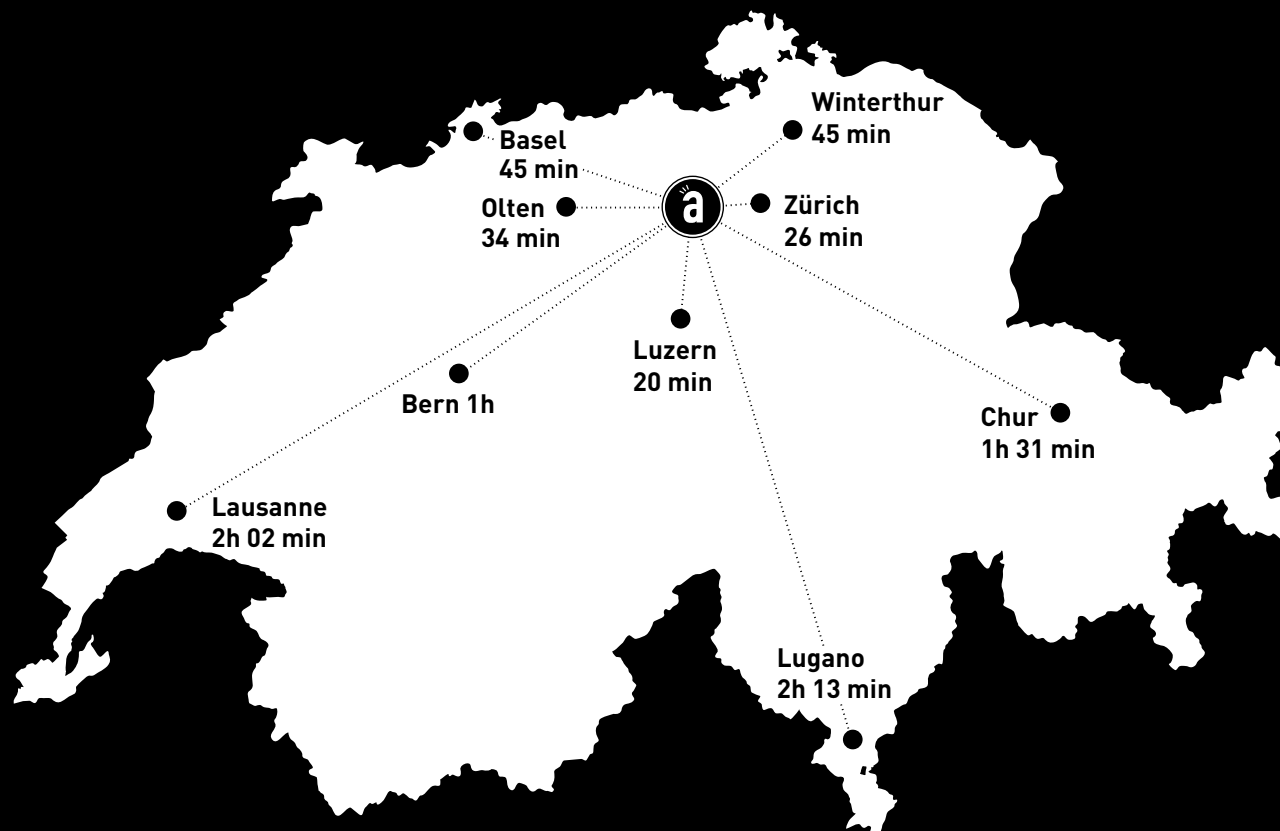 Winterthur
45 min
Basel
45 min
a
Olten
34 min
Zürich
26 min
Luzern
20 min
Bern 1h
Chur
1h 31 min
Lausanne
2h 02 min
Lugano
2h 13 min